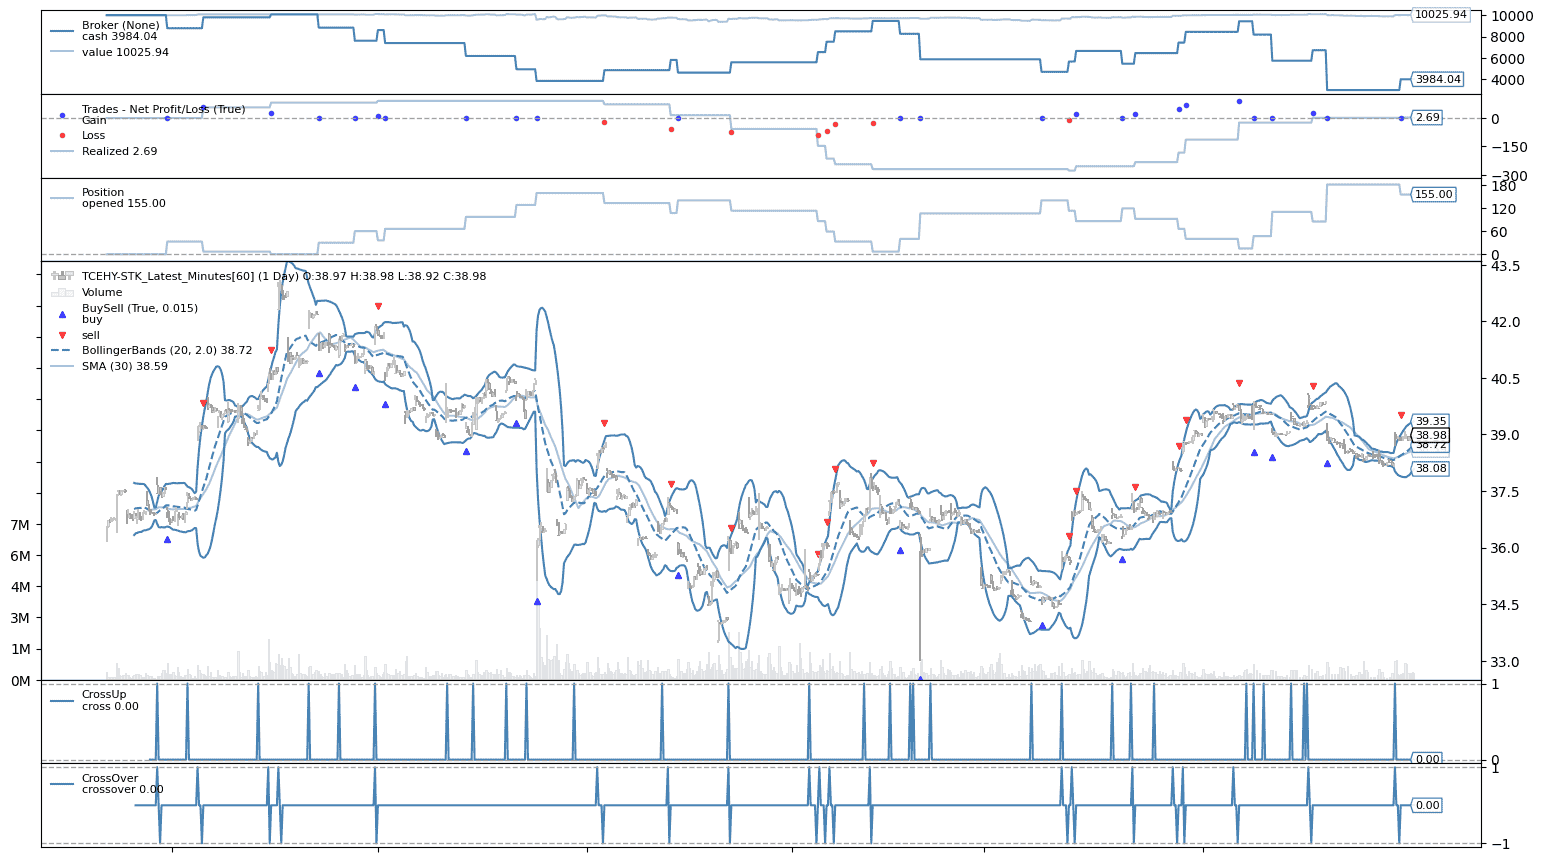 Broker (None)
cash 3984.04
value 10025.94
10025.94
10000
8000
6000
4000
3984.04
Trades - Net Profit/Loss (True)
Gain
Loss
Realized 2.69
0
−150
−300
2.69
Position
opened 155.00
180
120
60
0
155.00
TCEHY-STK_Latest_Minutes[60] (1 Day) O:38.97 H:38.98 L:38.92 C:38.98
Volume
BuySell (True, 0.015)
buy
sell
BollingerBands (20, 2.0) 38.72
SMA (30) 38.59
43.5
42.0
40.5
39.0
37.5
36.0
34.5
33.0
39.35
38.98
38.72
38.08
7M
6M
4M
3M
1M
0M
CrossUp
cross 0.00
1
0
0.00
CrossOver
crossover 0.00
1
0.00
−1